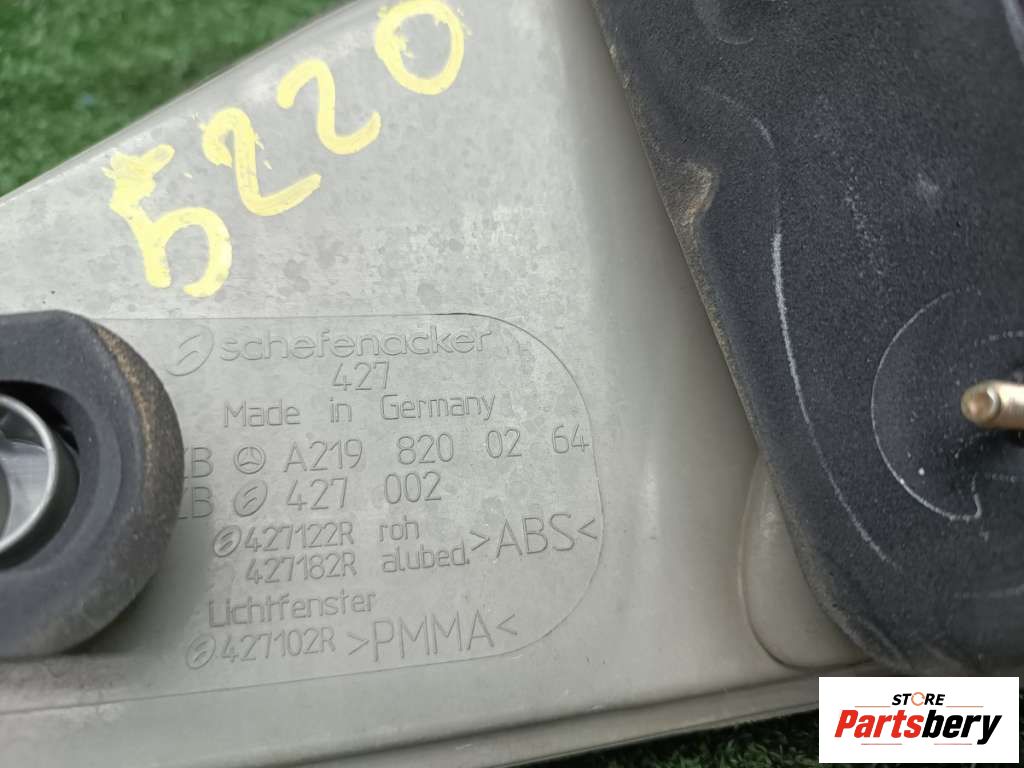 5220
schefenacker
427
Made in Germany
A219 820 02 64
427 002
427122R roh
427182R alubed. >ABS<
Lichtfenster
427102R >PMMA<
STORE
Partsbery